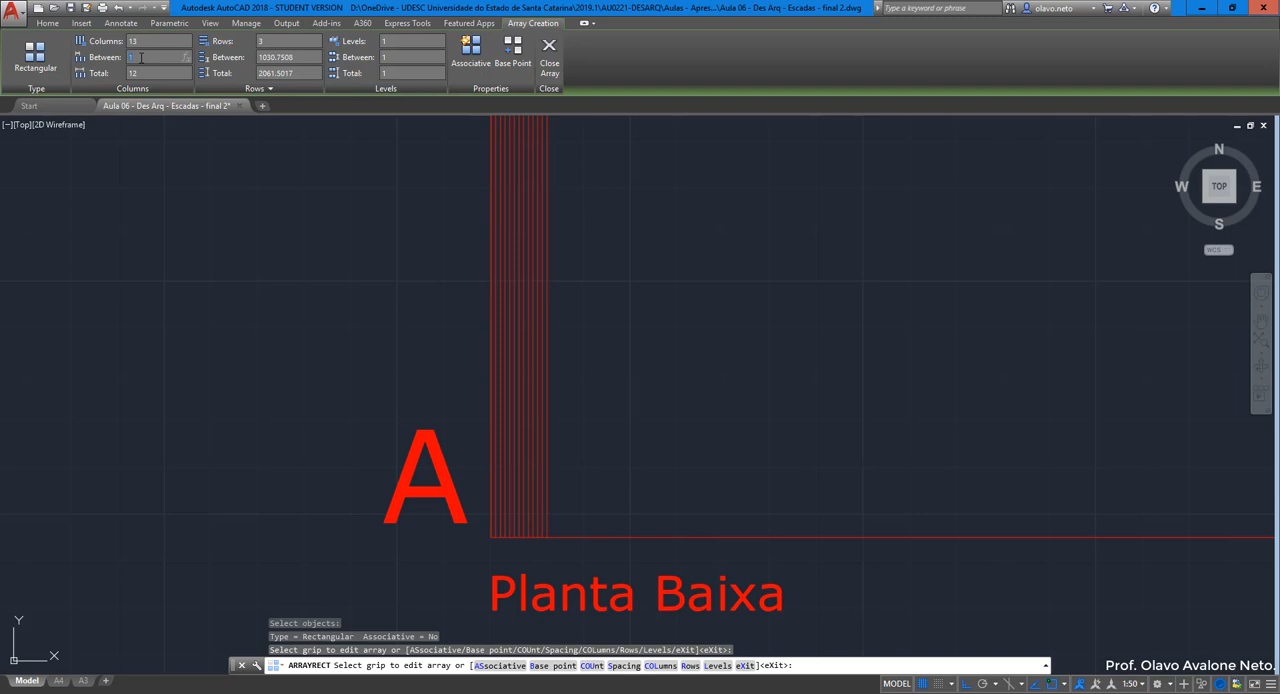 Autodesk AutoCAD 2018 - STUDENT VERSION D:\OneDrive - UDESC Universidade do Estado de Santa Catarina\2019.1\AU0221-DESARQ\Aulas - Apres...\Aula 06 - Des Arq - Escadas - final 2.dwg
Type a keyword or phrase
olavo.neto
Home Insert Annotate Parametric View Manage Output Add-ins A360 Express Tools Featured Apps Array Creation
Columns: 13 Rows: 3 Levels: 1
Between: 1 Between: 1030.7508 Between: 1
Total: 12 Total: 2061.5017 Total: 1
Rectangular Associative Base Point Close Array
Type Columns Rows Levels Properties Close
Start Aula 06 - Des Arq - Escadas - final 2*
[−][Top][2D Wireframe]
N
W TOP E
S
WCS
A
Planta Baixa
Y
X
Select objects:
Type = Rectangular Associative = No
Select grip to edit array or [ASsociative/Base point/COUnt/Spacing/COLumns/Rows/Levels/eXit]<eXit>:
ARRAYRECT Select grip to edit array or [ASsociative Base point COUnt Spacing COLumns Rows Levels eXit]<eXit>:
Prof. Olavo Avalone Neto.
Model A4 A3
MODEL 1:50